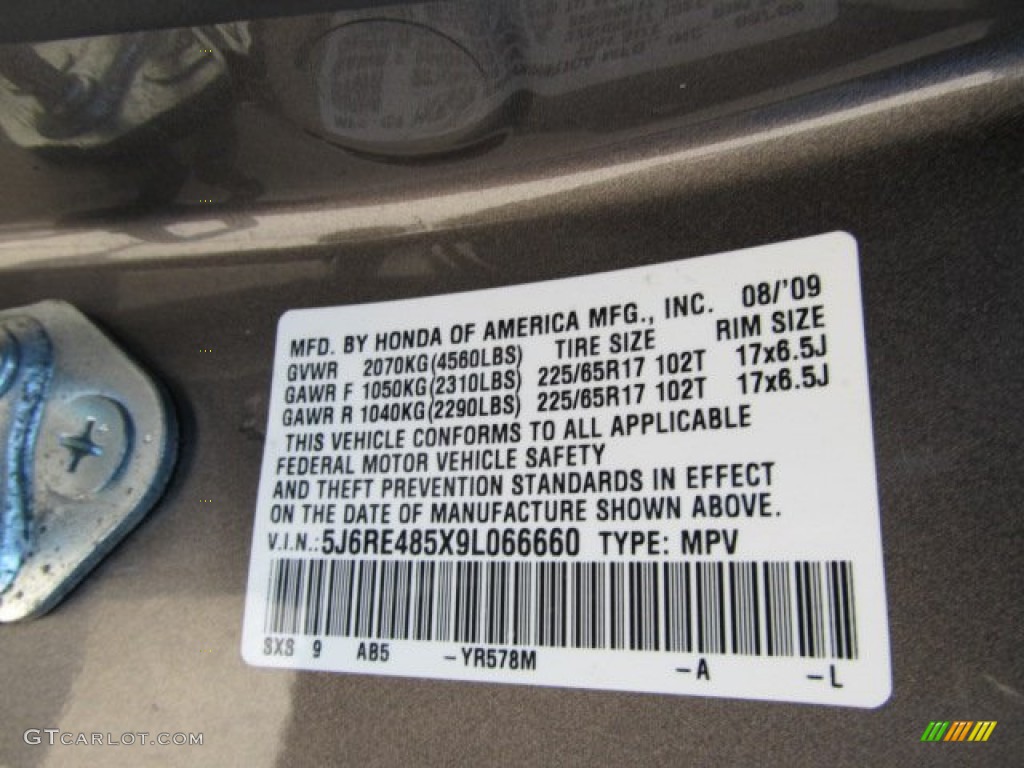 MFD. BY HONDA OF AMERICA MFG., INC. 08/'09
GVWR 2070KG(4560LBS) TIRE SIZE RIM SIZE
GAWR F 1050KG(2310LBS) 225/65R17 102T 17x6.5J
GAWR R 1040KG(2290LBS) 225/65R17 102T 17x6.5J
THIS VEHICLE CONFORMS TO ALL APPLICABLE
FEDERAL MOTOR VEHICLE SAFETY
AND THEFT PREVENTION STANDARDS IN EFFECT
ON THE DATE OF MANUFACTURE SHOWN ABOVE.
V.I.N.: 5J6RE485X9L066660 TYPE: MPV
SXS 9 AB5 -YR578M -A -L
GTCARLOT.COM